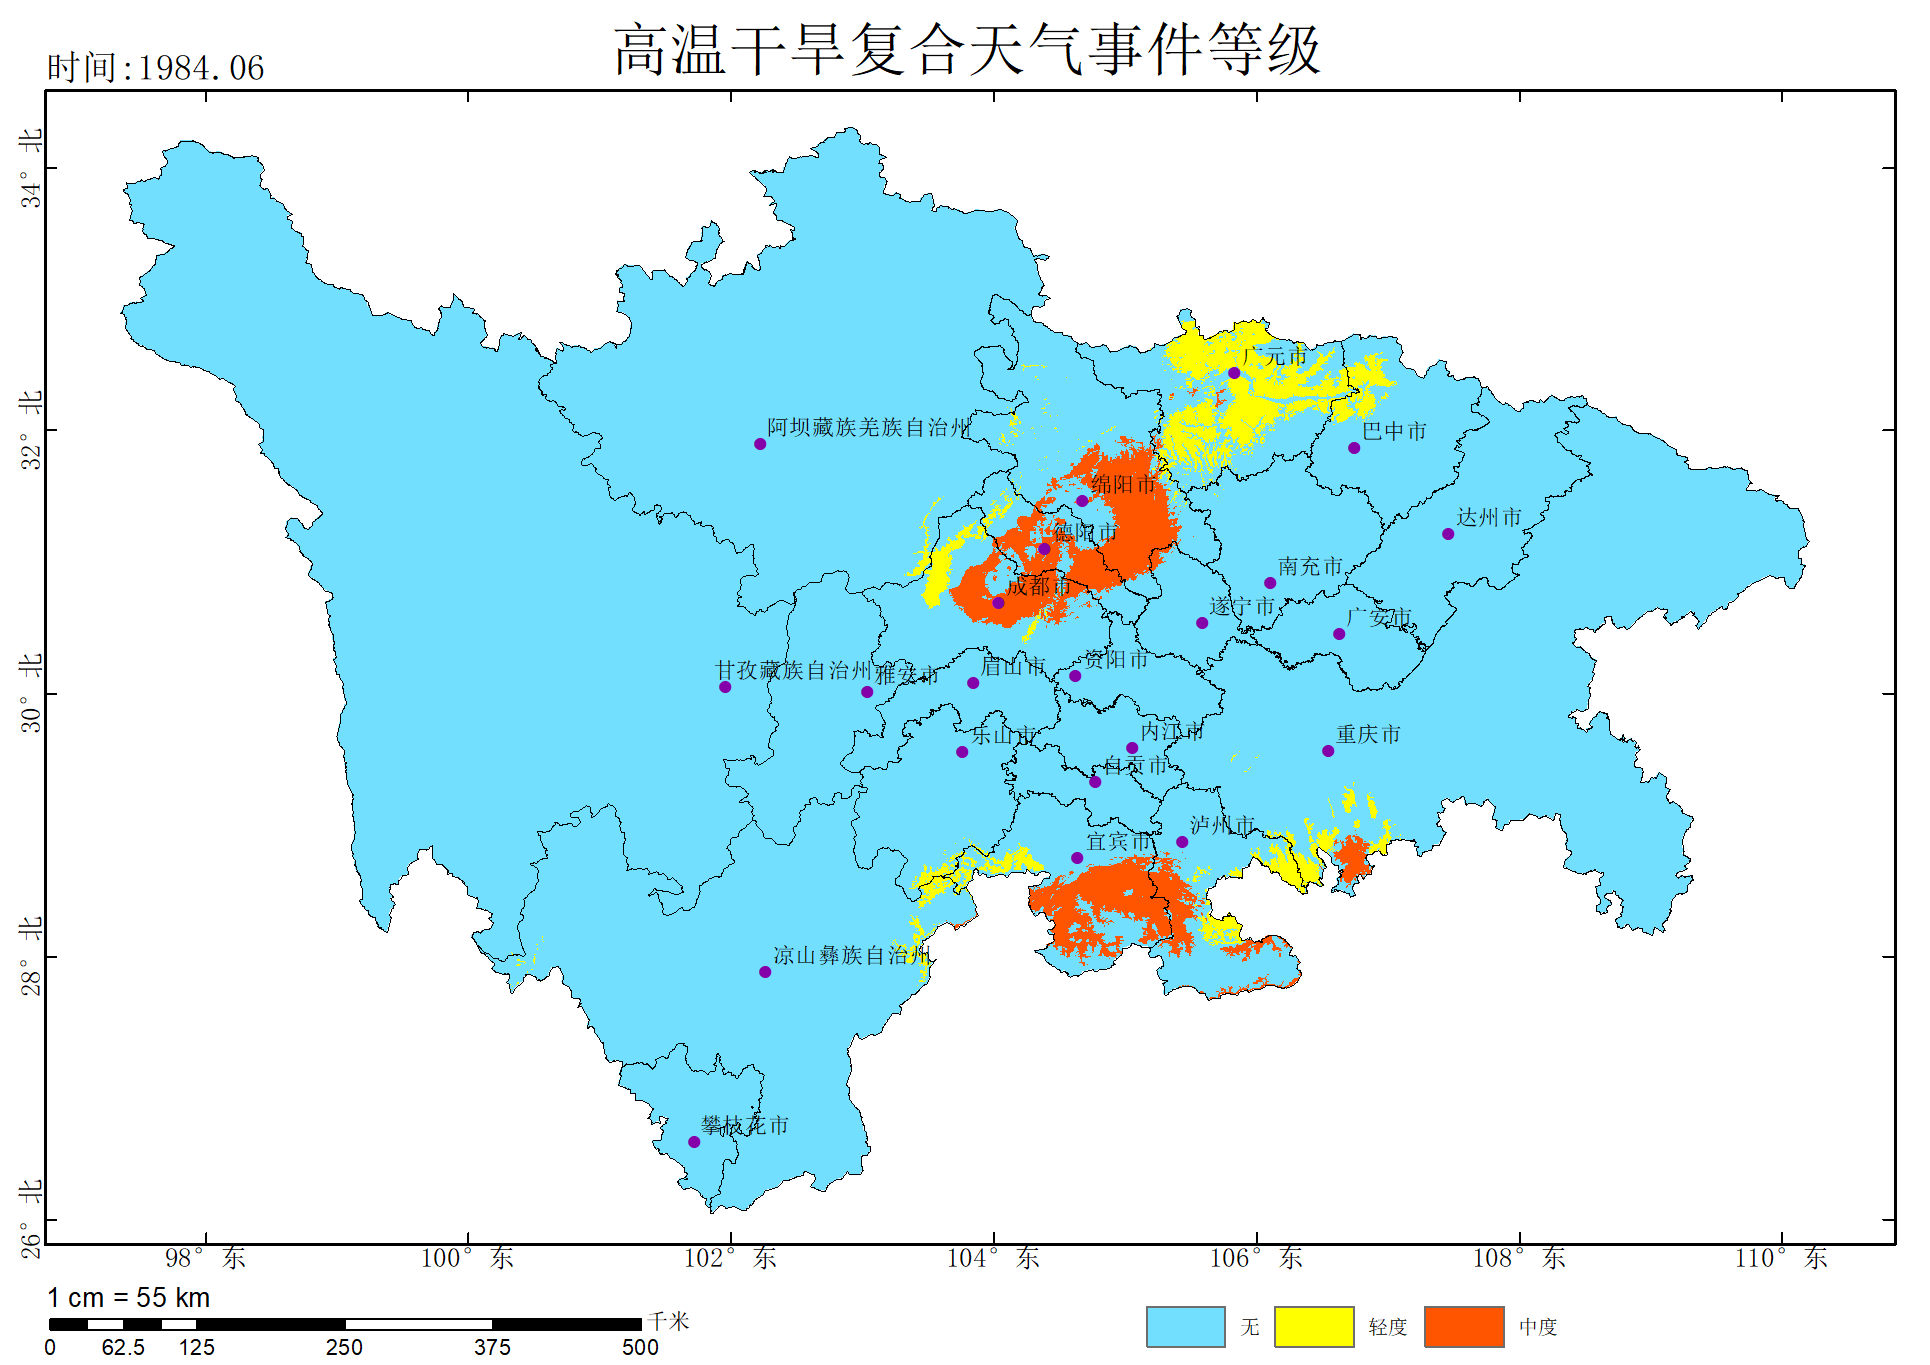 高温干旱复合天气事件等级
时间:1984.06
34° 北
32° 北
30° 北
28° 北
26° 北
广元市
阿坝藏族羌族自治州
巴中市
绵阳市
达州市
德阳市
南充市
成都市
遂宁市
广安市
甘孜藏族自治州
雅安市
眉山市
资阳市
乐山市
内江市
重庆市
自贡市
泸州市
宜宾市
凉山彝族自治州
攀枝花市
98° 东
100° 东
102° 东
104° 东
106° 东
108° 东
110° 东
1 cm = 55 km
千米
0 62.5 125 250 375 500
无 轻度 中度